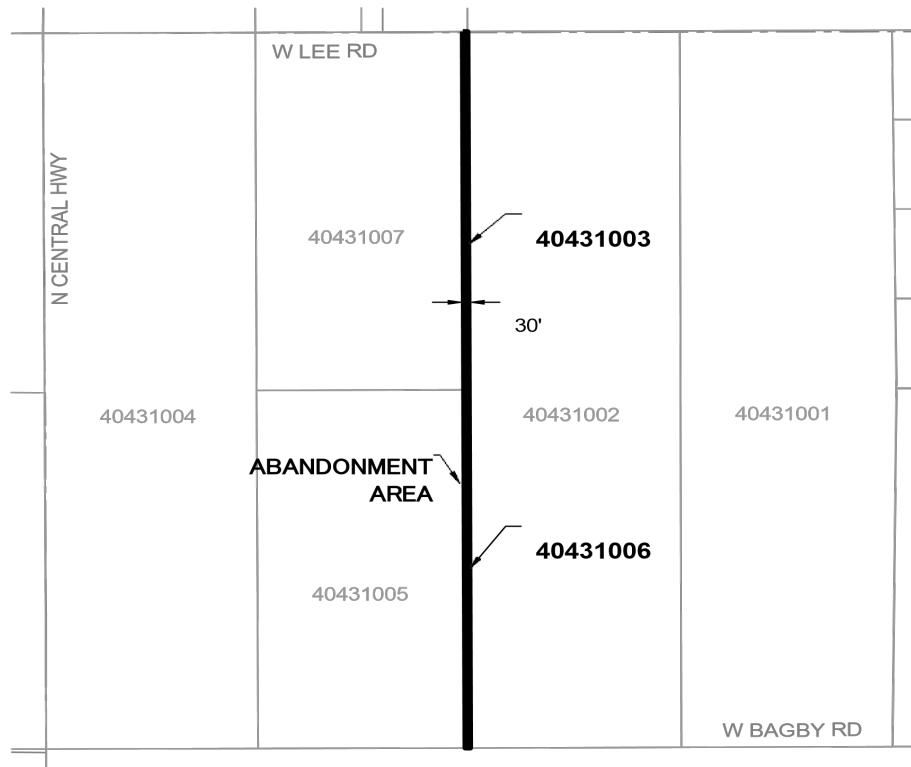 W LEE RD
N CENTRAL HWY
40431007
40431003
30'
40431004
40431002
40431001
ABANDONMENT
AREA
40431006
40431005
W BAGBY RD